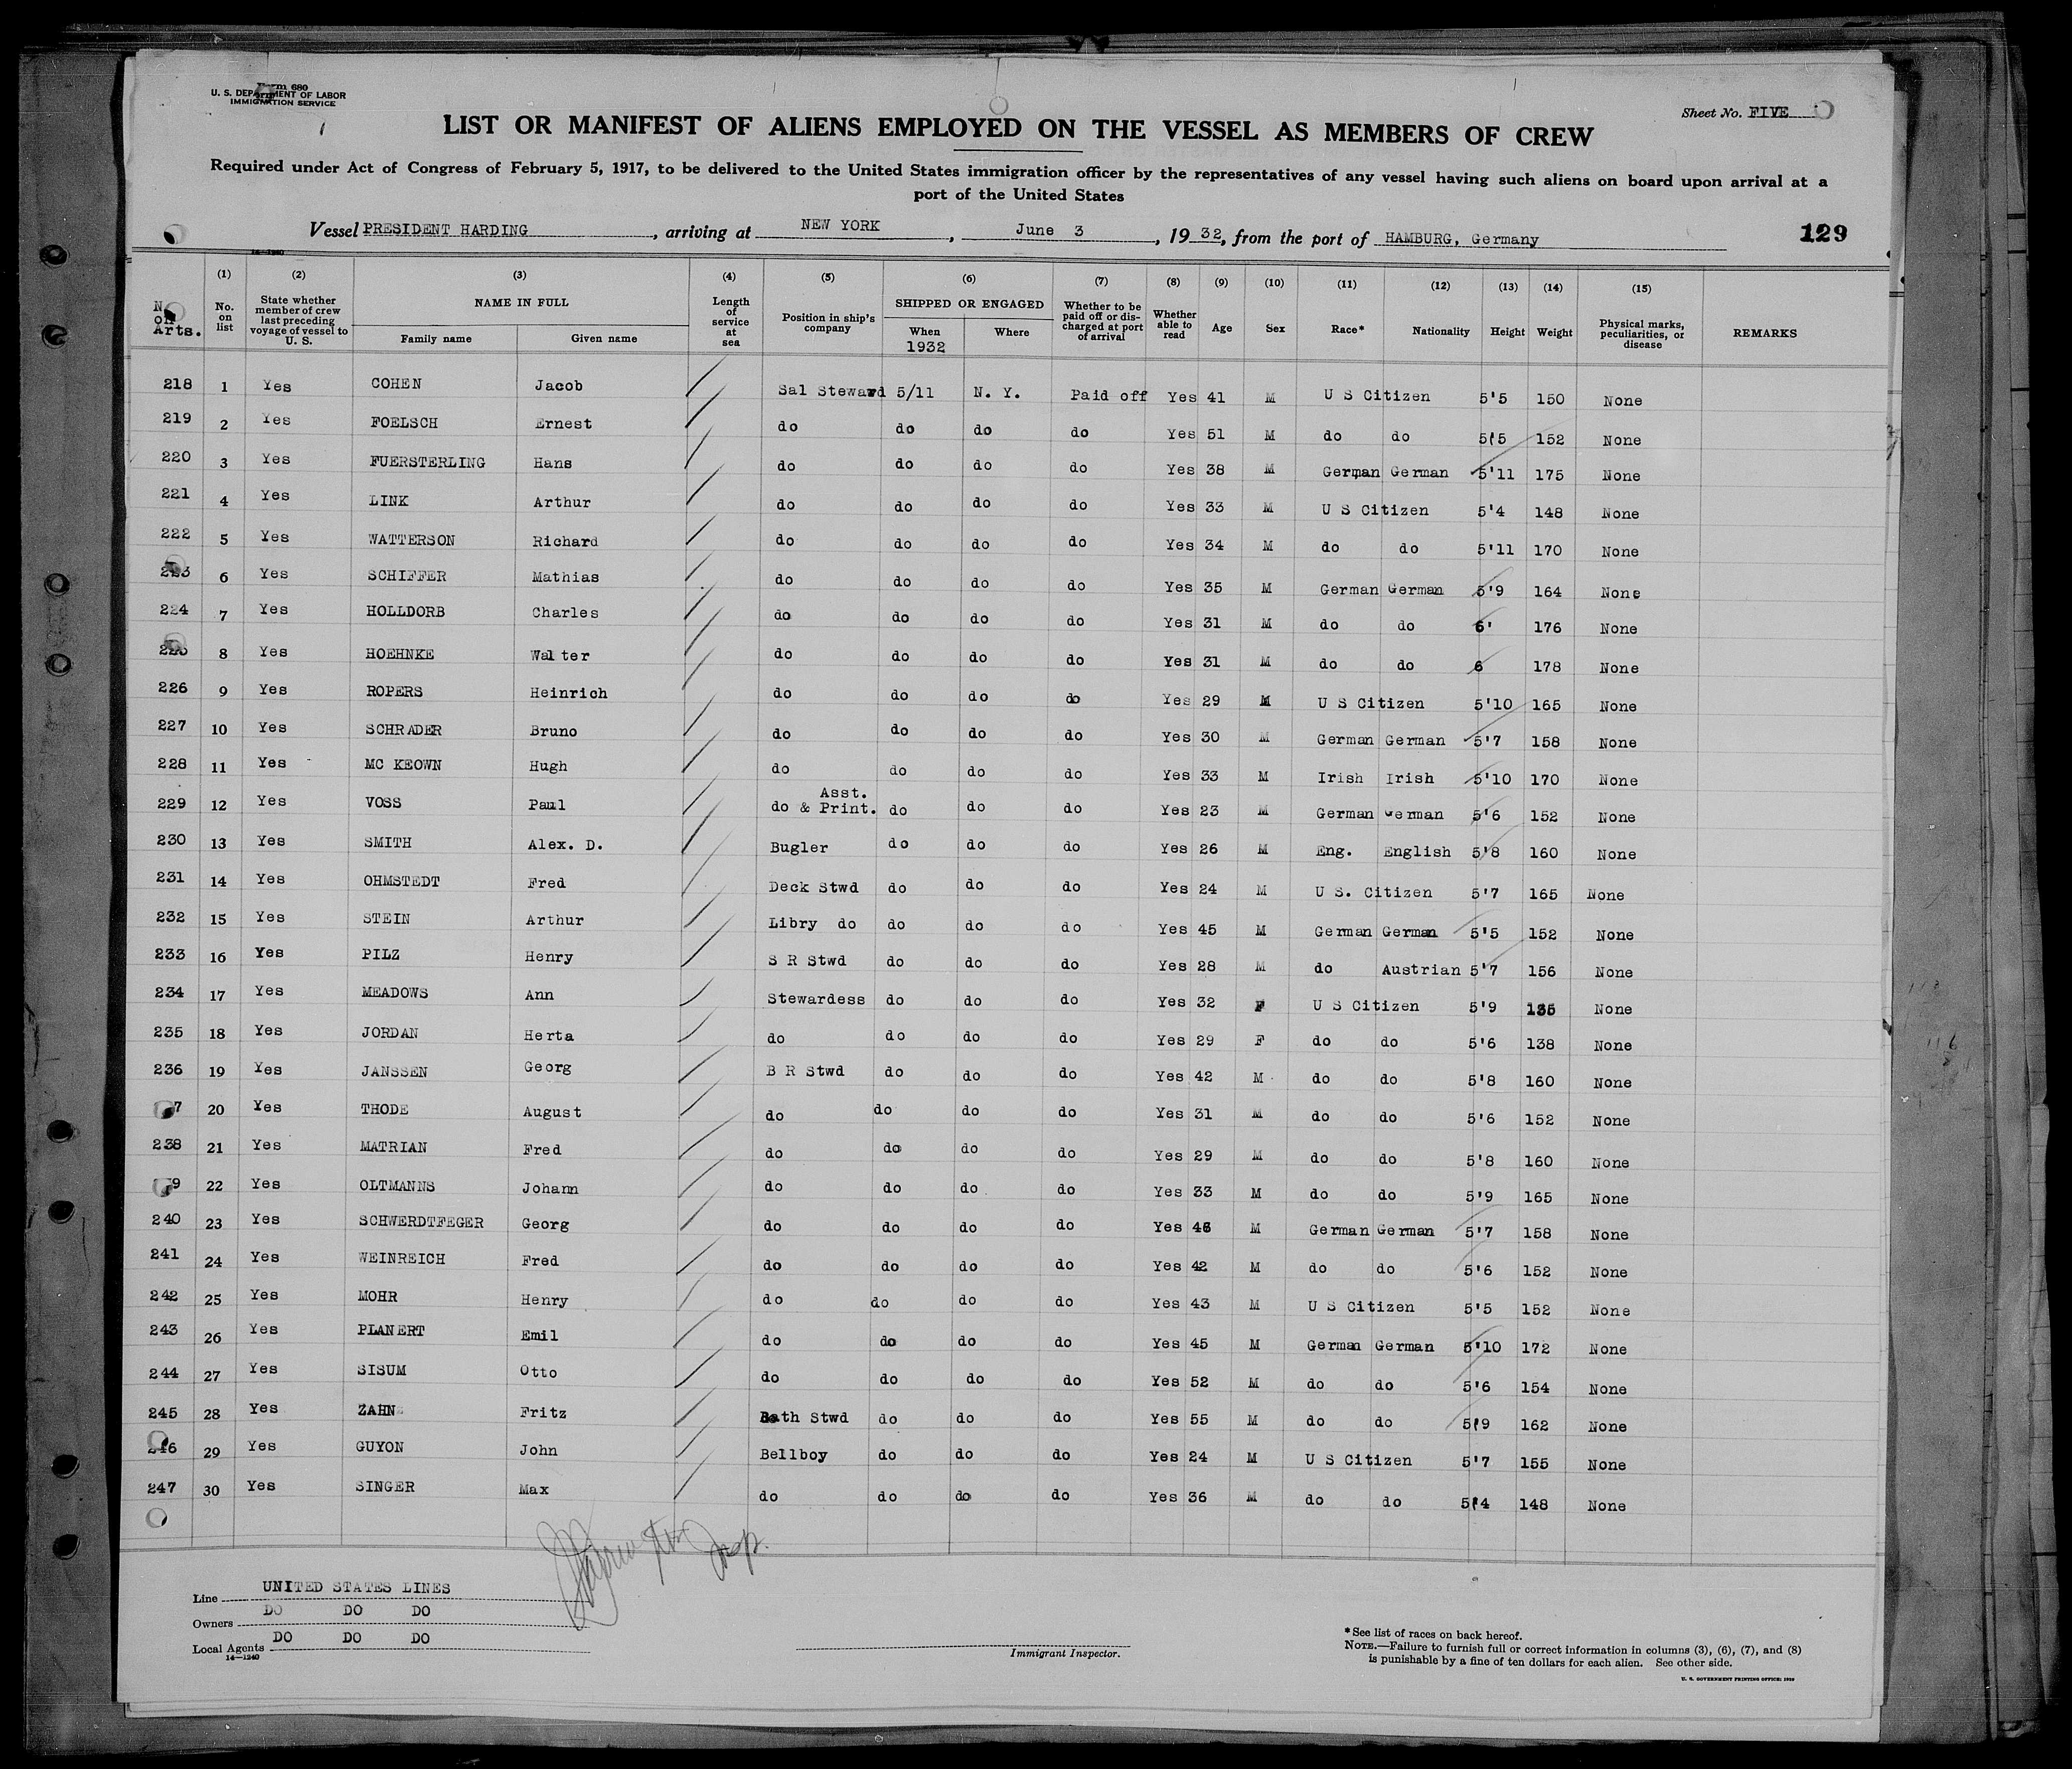 Form 680
U. S. DEPARTMENT OF LABOR
IMMIGRATION SERVICE
Sheet No. FIVE
LIST OR MANIFEST OF ALIENS EMPLOYED ON THE VESSEL AS MEMBERS OF CREW
Required under Act of Congress of February 5, 1917, to be delivered to the United States immigration officer by the representatives of any vessel having such aliens on board upon arrival at a
port of the United States
Vessel PRESIDENT HARDING, arriving at NEW YORK, June 3, 1932, from the port of HAMBURG, Germany 129
(1) (2) (3) (4) (5) (6) (7) (8) (9) (10) (11) (12) (13) (14) (15)
on Arts. No. on list State whether member of crew last preceding voyage of vessel to U. S. NAME IN FULL Family name Given name Length of service at sea Position in ship's company SHIPPED OR ENGAGED When 1932 Where Whether to be paid off or discharged at port of arrival Whether able to read Age Sex Race* Nationality Height Weight Physical marks, peculiarities, or disease REMARKS
218 1 Yes COHEN Jacob Sal Steward 5/11 N. Y. Paid off Yes 41 M U S Citizen 5'5 150 None
219 2 Yes FOELSCH Ernest do do do do Yes 51 M do do 5'5 152 None
220 3 Yes FUERSTERLING Hans do do do do Yes 38 M German German 5'11 175 None
221 4 Yes LINK Arthur do do do do Yes 33 M U S Citizen 5'4 148 None
222 5 Yes WATTERSON Richard do do do do Yes 34 M do do 5'11 170 None
223 6 Yes SCHIFFER Mathias do do do do Yes 35 M German German 5'9 164 None
224 7 Yes HOLLDORB Charles do do do do Yes 31 M do do 6' 176 None
225 8 Yes HOEHNKE Walter do do do do Yes 31 M do do 6 178 None
226 9 Yes ROPERS Heinrich do do do do Yes 29 M U S Citizen 5'10 165 None
227 10 Yes SCHRADER Bruno do do do do Yes 30 M German German 5'7 158 None
228 11 Yes MC KEOWN Hugh do do do do Yes 33 M Irish Irish 5'10 170 None
229 12 Yes VOSS Paul do & Asst. Print. do do do Yes 23 M German German 5'6 152 None
230 13 Yes SMITH Alex. D. Bugler do do do Yes 26 M Eng. English 5'8 160 None
231 14 Yes OHMSTEDT Fred Deck Stwd do do do Yes 24 M U S. Citizen 5'7 165 None
232 15 Yes STEIN Arthur Libry do do do do Yes 45 M German German 5'5 152 None
233 16 Yes PILZ Henry S R Stwd do do do Yes 28 M do Austrian 5'7 156 None
234 17 Yes MEADOWS Ann Stewardess do do do Yes 32 F U S Citizen 5'9 135 None
235 18 Yes JORDAN Herta do do do do Yes 29 F do do 5'6 138 None
236 19 Yes JANSSEN Georg B R Stwd do do do Yes 42 M do do 5'8 160 None
7 20 Yes THODE August do do do do Yes 31 M do do 5'6 152 None
238 21 Yes MATRIAN Fred do do do do Yes 29 M do do 5'8 160 None
9 22 Yes OLTMANNS Johann do do do do Yes 33 M do do 5'9 165 None
240 23 Yes SCHWERDTFEGER Georg do do do do Yes 46 M German German 5'7 158 None
241 24 Yes WEINREICH Fred do do do do Yes 42 M do do 5'6 152 None
242 25 Yes MOHR Henry do do do do Yes 43 M U S Citizen 5'5 152 None
243 26 Yes PLANERT Emil do do do do Yes 45 M German German 5'10 172 None
244 27 Yes SISUM Otto do do do do Yes 52 M do do 5'6 154 None
245 28 Yes ZAHN Fritz Bath Stwd do do do Yes 55 M do do 5'9 162 None
246 29 Yes GUYON John Bellboy do do do Yes 24 M U S Citizen 5'7 155 None
247 30 Yes SINGER Max do do do do Yes 36 M do do 5'4 148 None
Insp.
Line UNITED STATES LINES
Owners DO DO DO
Local Agents DO DO DO
14—1240
Immigrant Inspector.
*See list of races on back hereof.
NOTE.—Failure to furnish full or correct information in columns (3), (6), (7), and (8)
is punishable by a fine of ten dollars for each alien. See other side.
U. S. GOVERNMENT PRINTING OFFICE: 1929